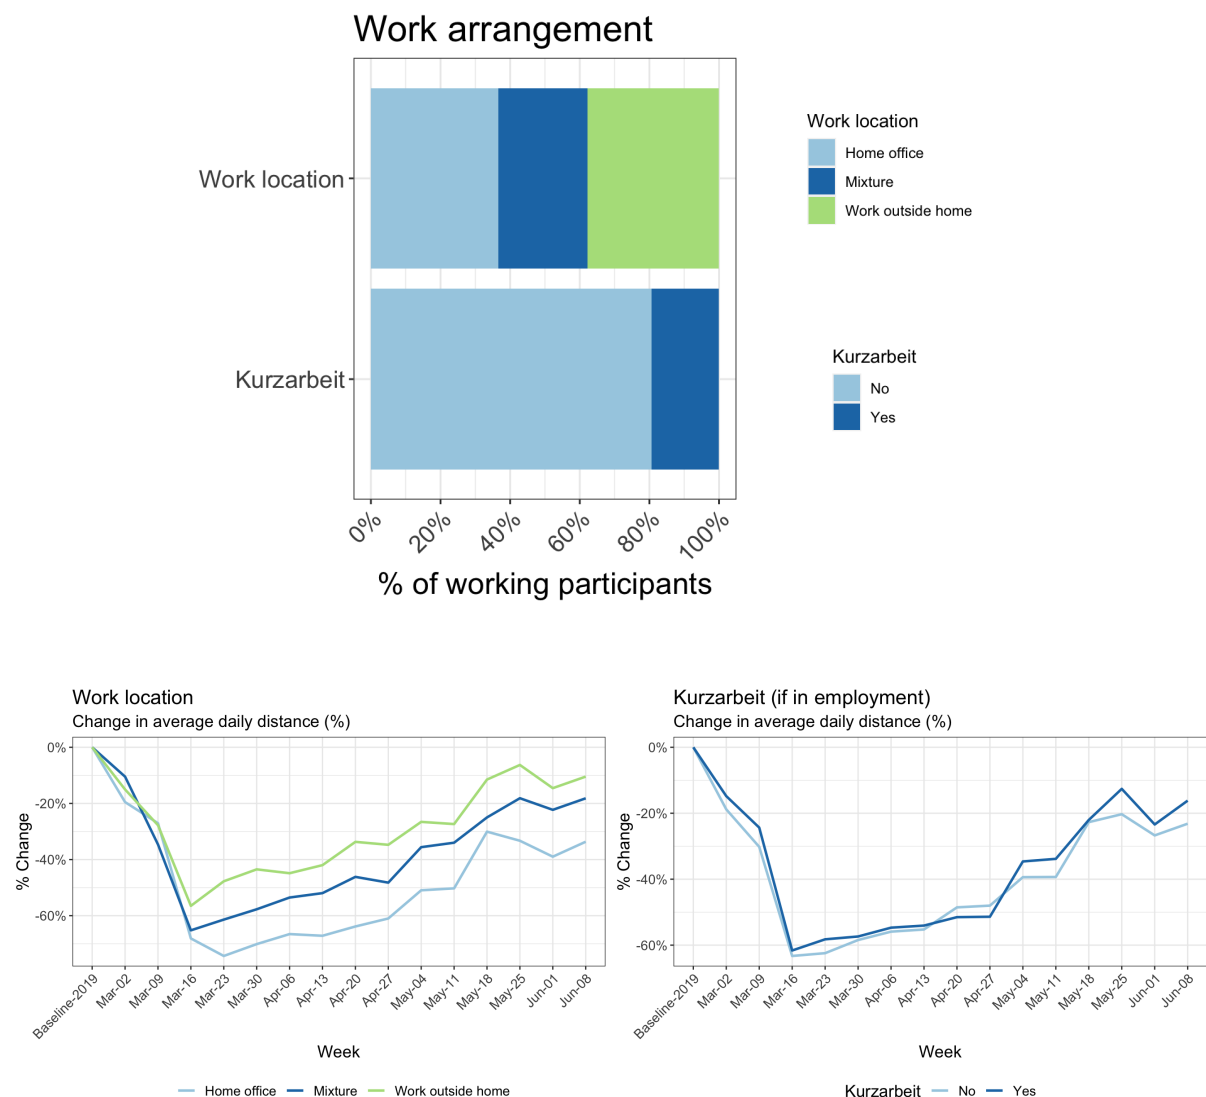 Work arrangement
Work location
Kurzarbeit
0%
20%
40%
60%
80%
100%
% of working participants
Work location
Home office
Mixture
Work outside home
Kurzarbeit
No
Yes
Work location
Change in average daily distance (%)
% Change
0%
-20%
-40%
-60%
Baseline-2019
Mar-02
Mar-09
Mar-16
Mar-23
Mar-30
Apr-06
Apr-13
Apr-20
Apr-27
May-04
May-11
May-18
May-25
Jun-01
Jun-08
Week
Home office Mixture Work outside home
Kurzarbeit (if in employment)
Change in average daily distance (%)
% Change
0%
-20%
-40%
-60%
Baseline-2019
Mar-02
Mar-09
Mar-16
Mar-23
Mar-30
Apr-06
Apr-13
Apr-20
Apr-27
May-04
May-11
May-18
May-25
Jun-01
Jun-08
Week
Kurzarbeit No Yes